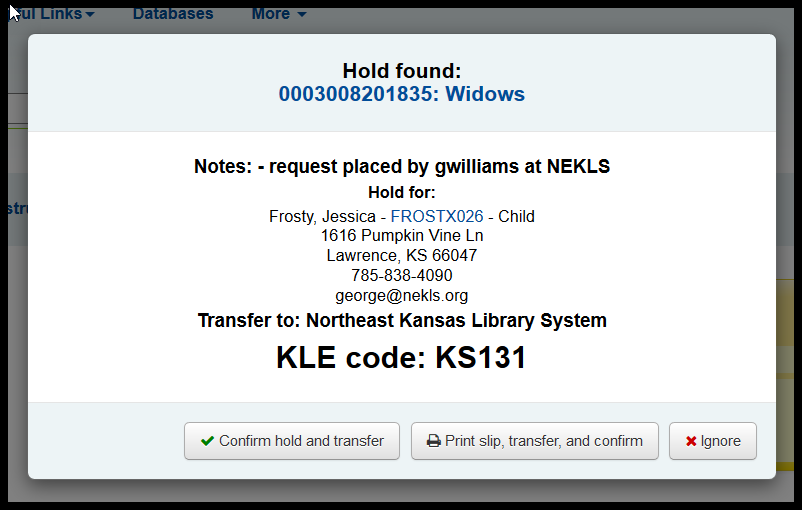 ful Links Databases More
Hold found:
0003008201835: Widows
Notes: - request placed by gwilliams at NEKLS
Hold for:
Frosty, Jessica - FROSTX026 - Child
1616 Pumpkin Vine Ln
Lawrence, KS 66047
785-838-4090
george@nekls.org
Transfer to: Northeast Kansas Library System
KLE code: KS131
Confirm hold and transfer Print slip, transfer, and confirm Ignore